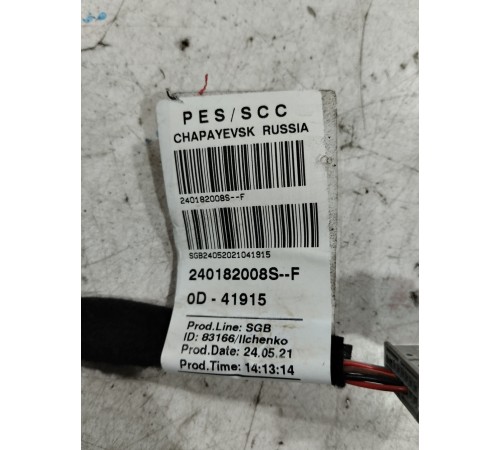 PES/SCC
CHAPAYEVSK RUSSIA
240182008S--F
SGB24052021041915
240182008S--F
0D - 41915
Prod.Line: SGB
ID: 83166/Ilchenko
Prod.Date: 24.05.21
Prod.Time: 14:13:14